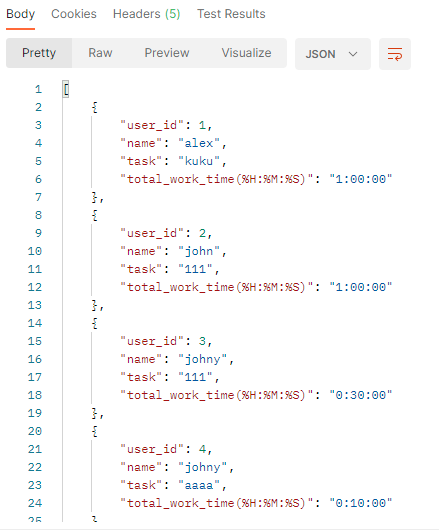 Body Cookies Headers (5) Test Results
Pretty Raw Preview Visualize JSON
1 [
2 {
3 "user_id": 1,
4 "name": "alex",
5 "task": "kuku",
6 "total_work_time(%H:%M:%S)": "1:00:00"
7 },
8 {
9 "user_id": 2,
10 "name": "john",
11 "task": "111",
12 "total_work_time(%H:%M:%S)": "1:00:00"
13 },
14 {
15 "user_id": 3,
16 "name": "johny",
17 "task": "111",
18 "total_work_time(%H:%M:%S)": "0:30:00"
19 },
20 {
21 "user_id": 4,
22 "name": "johny",
23 "task": "aaaa",
24 "total_work_time(%H:%M:%S)": "0:10:00"
25 }